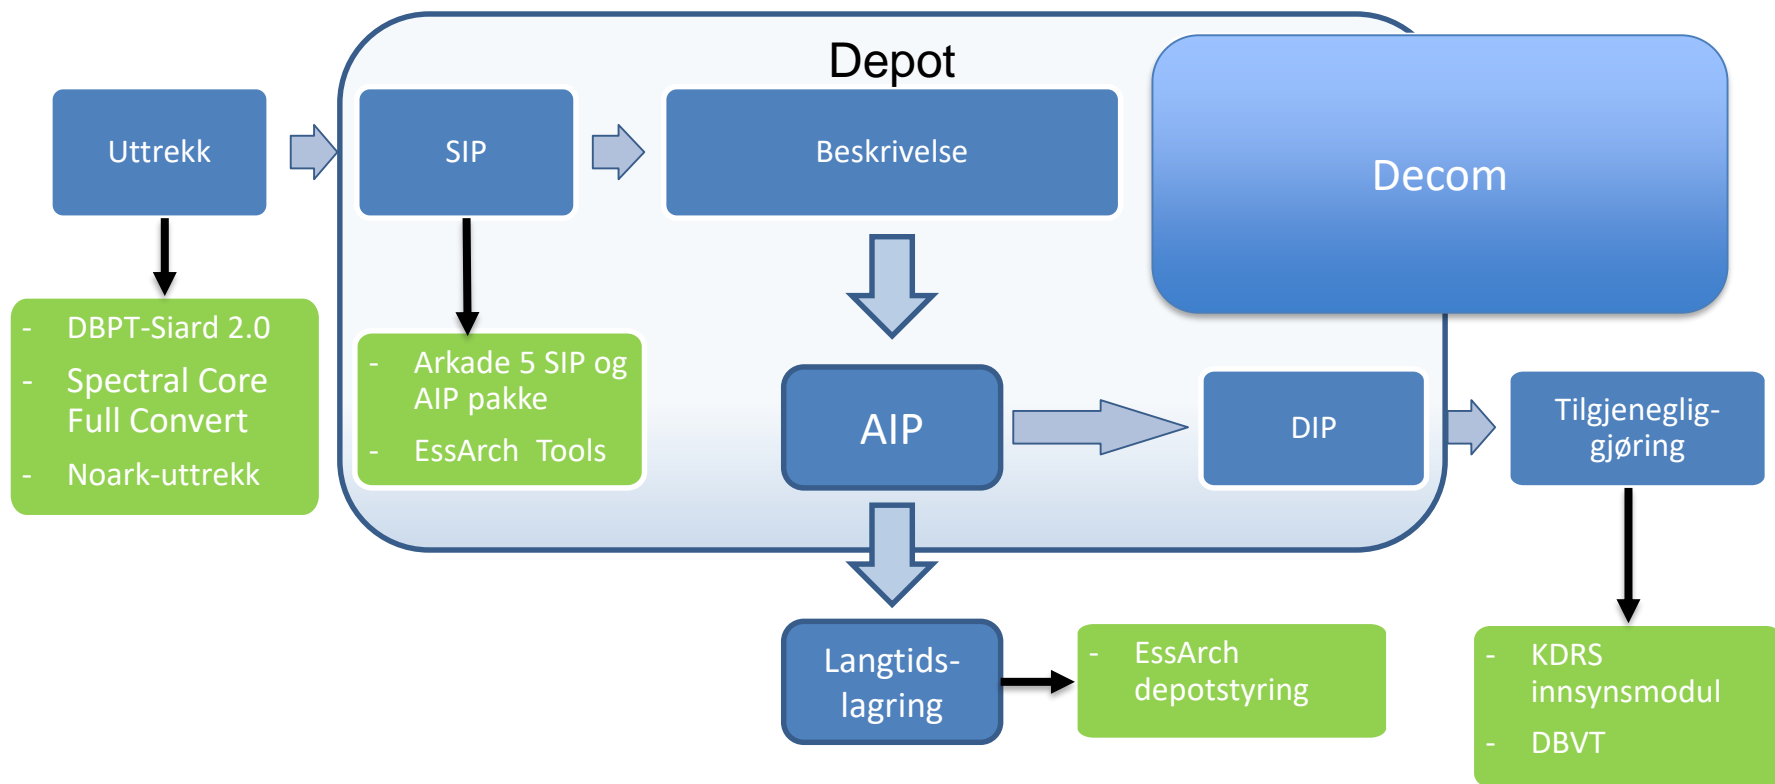 Depot
Uttrekk
SIP
Beskrivelse
Decom
- DBPT-Siard 2.0
- Spectral Core
Full Convert
- Noark-uttrekk
- Arkade 5 SIP og
AIP pakke
- EssArch Tools
AIP
DIP
Tilgjeneglig-
gjøring
Langtids-
lagring
- EssArch
depotstyring
- KDRS
innsynsmodul
- DBVT